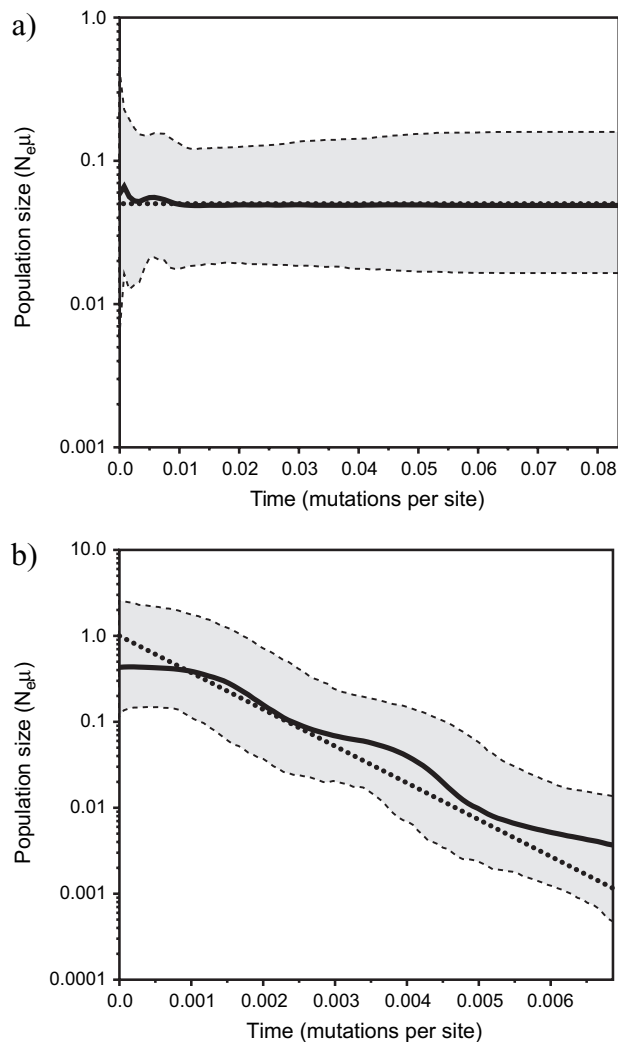 a)
1.0
0.1
0.01
0.001
Population size (Nₑμ)
0.0 0.01 0.02 0.03 0.04 0.05 0.06 0.07 0.08
Time (mutations per site)
b)
10.0
1.0
0.1
0.01
0.001
0.0001
Population size (Nₑμ)
0.0 0.001 0.002 0.003 0.004 0.005 0.006
Time (mutations per site)